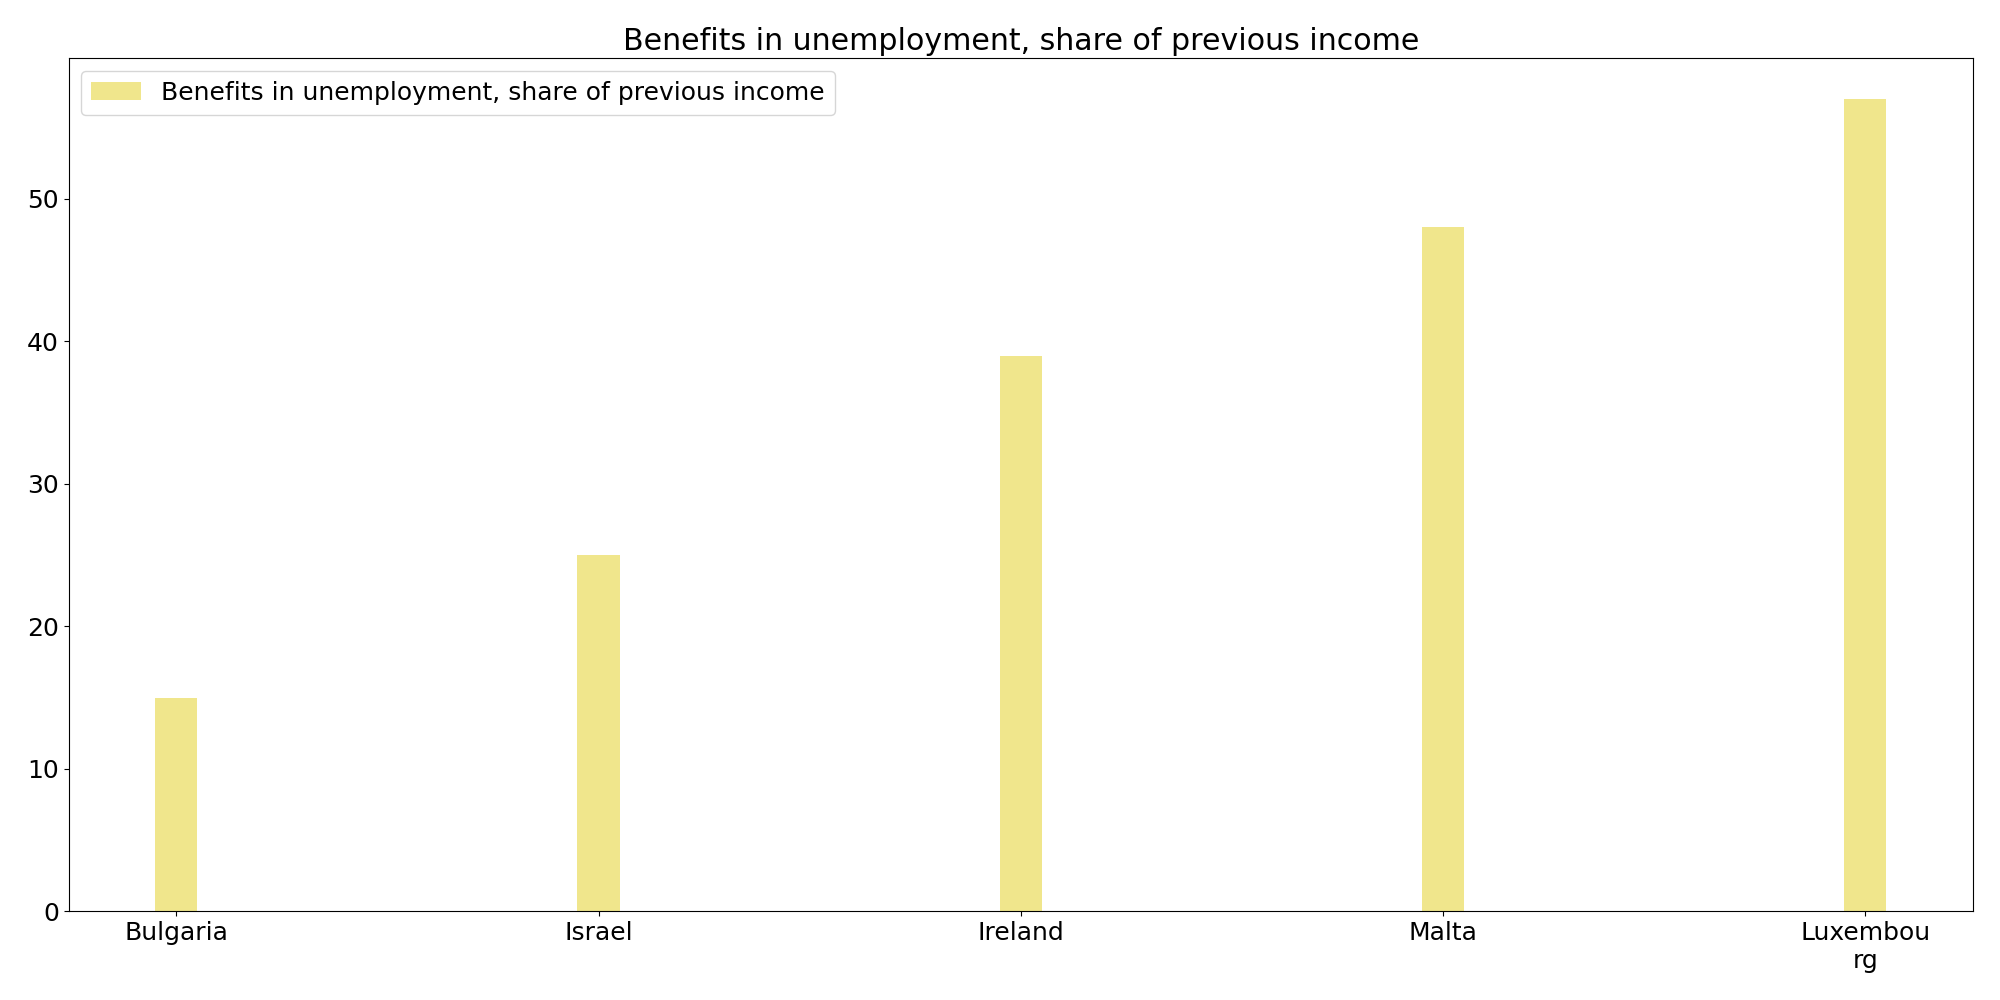 Benefits in unemployment, share of previous income
Benefits in unemployment, share of previous income
50
40
30
20
10
0
Bulgaria
Israel
Ireland
Malta
Luxembou
rg